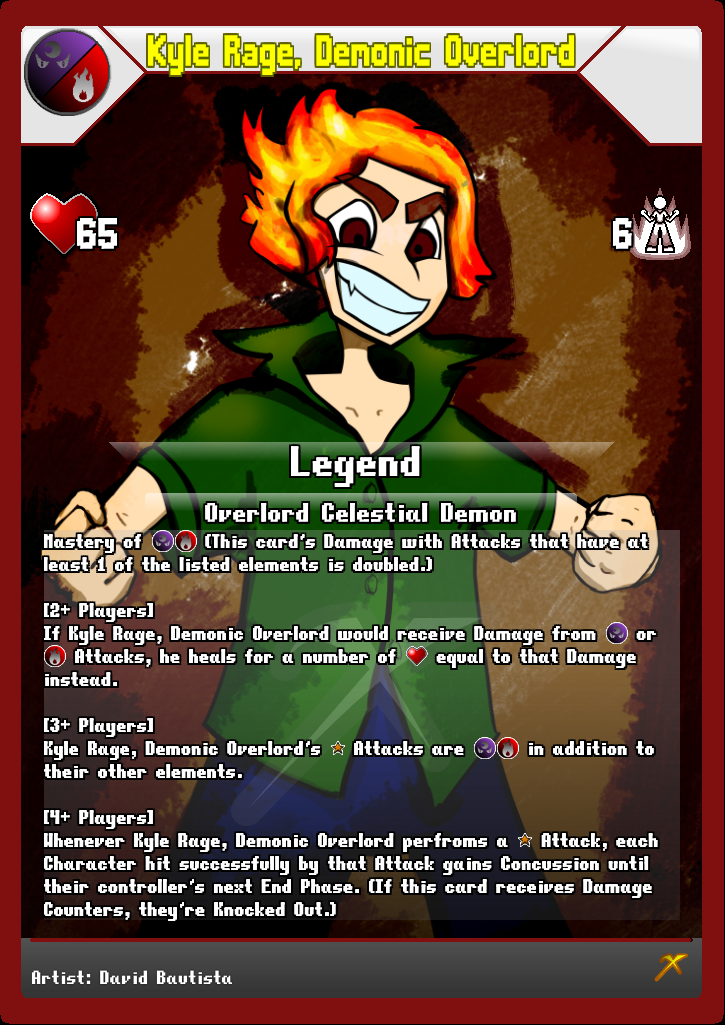 Kyle Rage, Demonic Overlord
65
6
Legend
Overlord Celestial Demon
Mastery of (This card's Damage with Attacks that have at
least 1 of the listed elements is doubled.)
[2+ Players]
If Kyle Rage, Demonic Overlord would receive Damage from or
Attacks, he heals for a number of equal to that Damage
instead.
[3+ Players]
Kyle Rage, Demonic Overlord's Attacks are in addition to
their other elements.
[4+ Players]
Whenever Kyle Rage, Demonic Overlord perfroms a Attack, each
Character hit successfully by that Attack gains Concussion until
their controller's next End Phase. (If this card receives Damage
Counters, they're Knocked Out.)
Artist: David Bautista